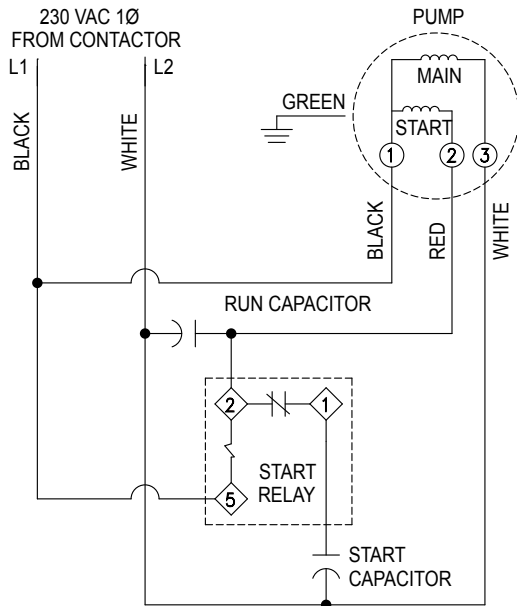 230 VAC 1Ø
FROM CONTACTOR
L1
L2
PUMP
MAIN
GREEN
START
1
2
3
BLACK
WHITE
BLACK
RED
WHITE
RUN CAPACITOR
2
1
START
RELAY
5
START
CAPACITOR